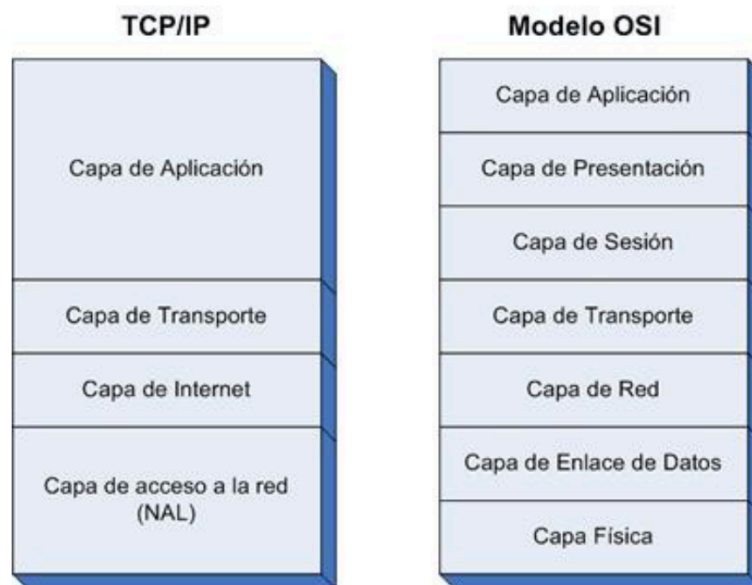 TCP/IP
Capa de Aplicación
Capa de Transporte
Capa de Internet
Capa de acceso a la red
(NAL)
Modelo OSI
Capa de Aplicación
Capa de Presentación
Capa de Sesión
Capa de Transporte
Capa de Red
Capa de Enlace de Datos
Capa Física